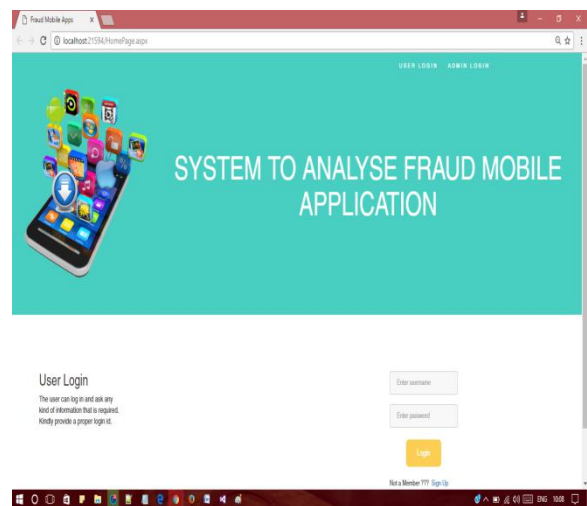 Fraud Mobile Apps
localhost:21594/HomePage.aspx
USER LOGIN ADMIN LOGIN
SYSTEM TO ANALYSE FRAUD MOBILE
APPLICATION
User Login
The user can log in and ask any
kind of information that is required.
Kindly provide a proper login id.
Enter username
Enter password
Login
Not a Member ??? Sign Up
ENG 10:08